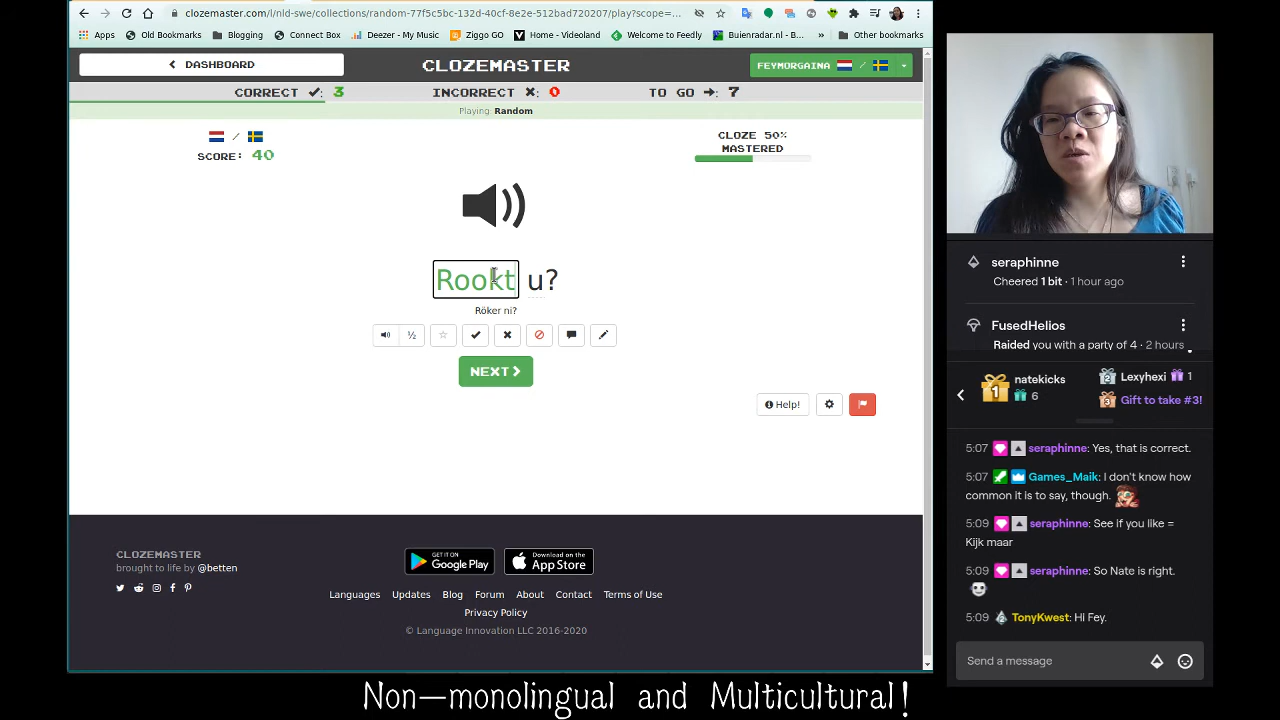 clozemaster.com/l/nld-swe/collections/random-77f5c5bc-132d-40cf-8e2e-512bad720207/play?scope=...
Apps Old Bookmarks Blogging Connect Box Deezer - My Music Ziggo GO Home - Videoland Welcome to Feedly Buienradar.nl - B... » Other bookmarks
DASHBOARD
CLOZEMASTER
FEYMORGAINA /
CORRECT ✔: 3 INCORRECT ✖: 0 TO GO →: 7
Playing: Random
/
SCORE: 40
CLOZE 50%
MASTERED
Rookt u?
Röker ni?
½
NEXT
Help!
CLOZEMASTER
brought to life by @betten
GET IT ON
Google Play
Download on the
App Store
Languages Updates Blog Forum About Contact Terms of Use
Privacy Policy
© Language Innovation LLC 2016-2020
seraphinne
Cheered 1 bit | 1 hour ago
FusedHelios
Raided you with a party of 4 · 2 hours
1 natekicks
6
2 Lexyhexi 1
3 Gift to take #3!
5:07 seraphinne: Yes, that is correct.
5:07 Games_Maik: I don't know how
common it is to say, though.
5:09 seraphinne: See if you like =
Kijk maar
5:09 seraphinne: So Nate is right.
5:09 TonyKwest: Hi Fey.
Send a message
Non-monolingual and Multicultural!